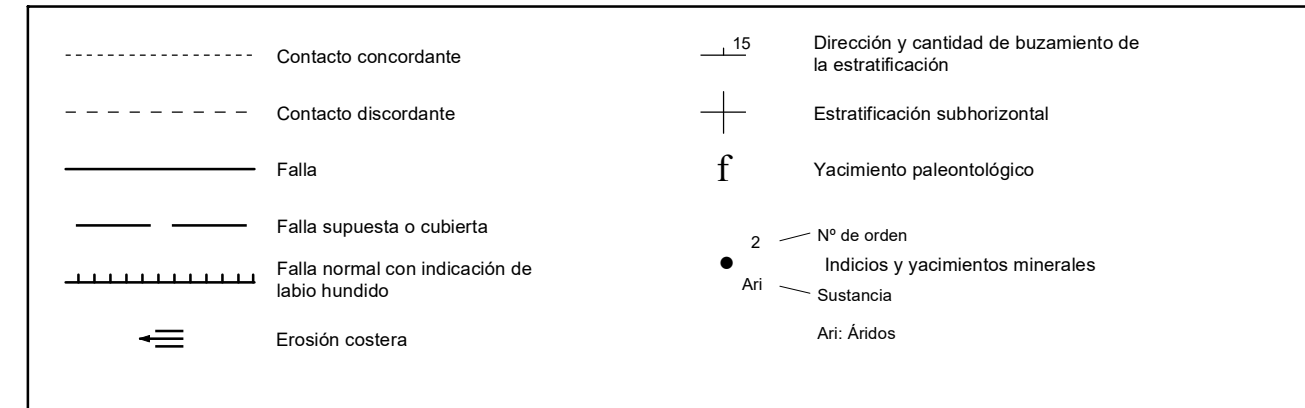 Contacto concordante
Contacto discordante
Falla
Falla supuesta o cubierta
Falla normal con indicación de
labio hundido
Erosión costera
15
Dirección y cantidad de buzamiento de
la estratificación
Estratificación subhorizontal
f
Yacimiento paleontológico
2
Nº de orden
Indicios y yacimientos minerales
Ari
Sustancia
Ari: Áridos